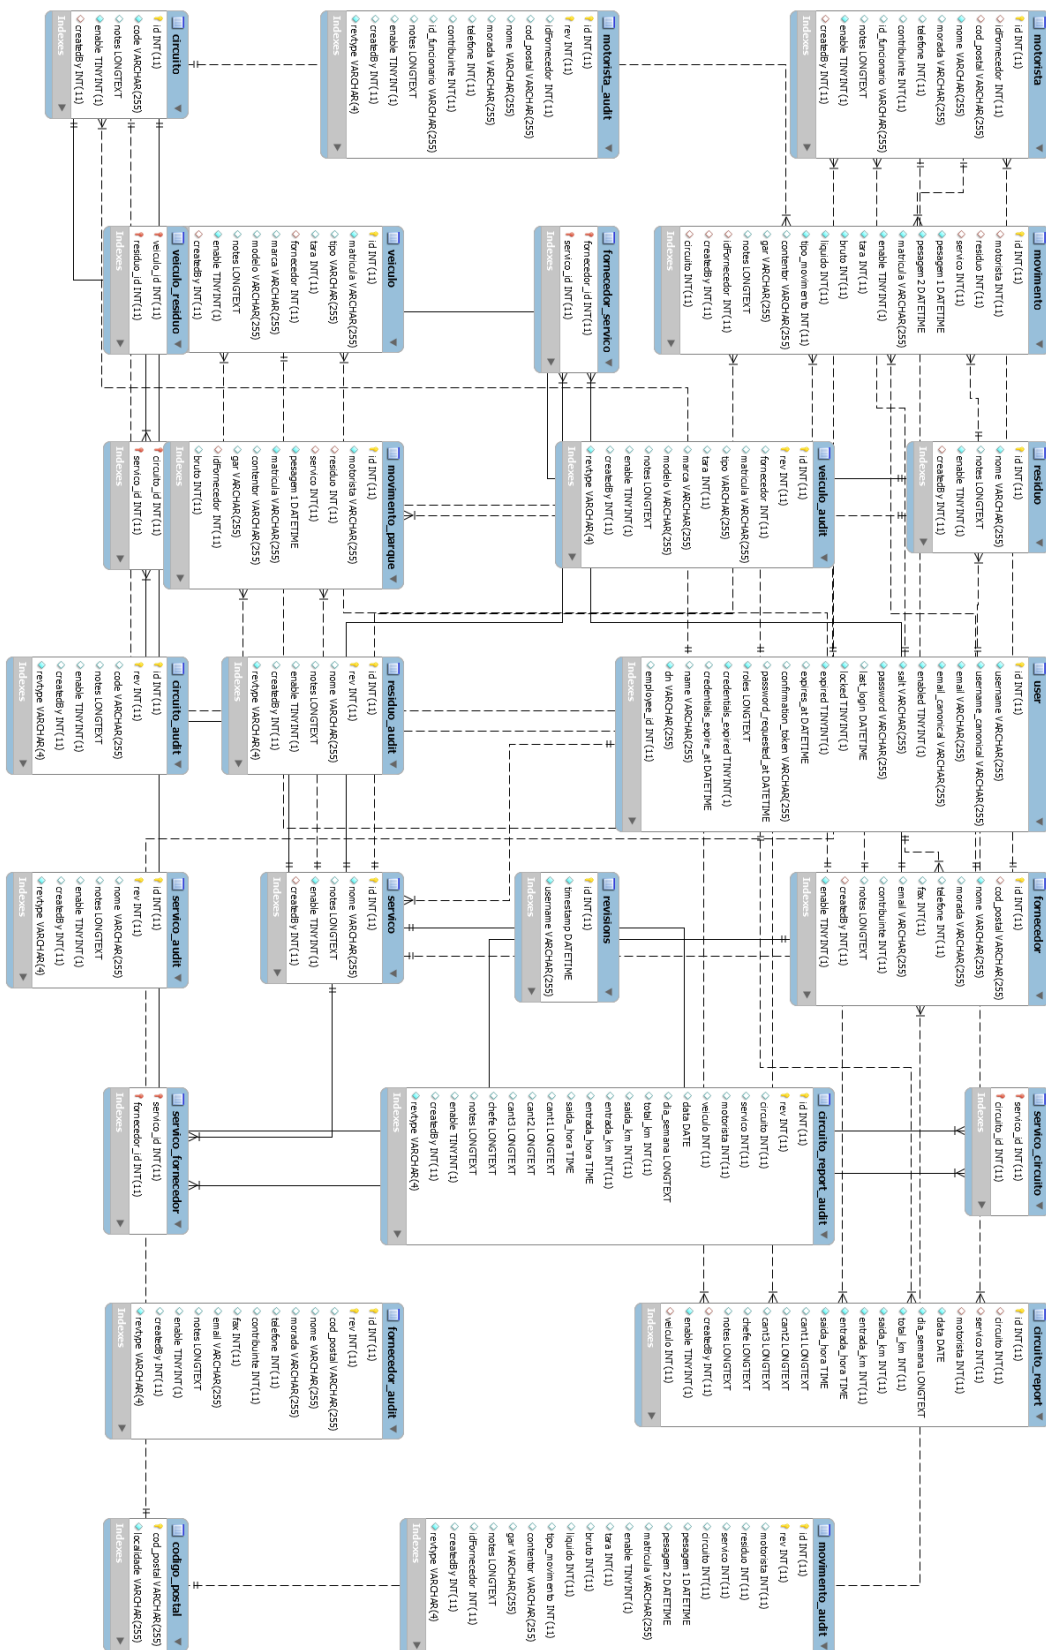 motorista
id INT(11)
idFornecedor INT(11)
cod_postal VARCHAR(255)
nome VARCHAR(255)
morada VARCHAR(255)
telefone INT(11)
contribuinte INT(11)
id_funcionario VARCHAR(255)
notes LONGTEXT
enable TINYINT(1)
createdBy INT(11)
Indexes
movimento
id INT(11)
motorista INT(11)
residuo INT(11)
servico INT(11)
pesagem 1 DATETIME
pesagem 2 DATETIME
matricula VARCHAR(255)
enable TINYINT(1)
tara INT(11)
bruto INT(11)
liquido INT(11)
tipo_movimento INT(11)
contentor VARCHAR(255)
gar VARCHAR(255)
notes LONGTEXT
idFornecedor INT(11)
createdBy INT(11)
circuito INT(11)
Indexes
residuo
id INT(11)
nome VARCHAR(255)
notes LONGTEXT
enable TINYINT(1)
createdBy INT(11)
Indexes
user
id INT(11)
username VARCHAR(255)
username_canonical VARCHAR(255)
email VARCHAR(255)
email_canonical VARCHAR(255)
enabled TINYINT(1)
salt VARCHAR(255)
password VARCHAR(255)
last_login DATETIME
locked TINYINT(1)
expired TINYINT(1)
expires_at DATETIME
confirmation_token VARCHAR(255)
password_requested_at DATETIME
roles LONGTEXT
credentials_expired TINYINT(1)
credentials_expire_at DATETIME
name VARCHAR(255)
dn VARCHAR(255)
employee_id INT(11)
Indexes
fornecedor
id INT(11)
cod_postal VARCHAR(255)
nome VARCHAR(255)
morada VARCHAR(255)
telefone INT(11)
fax INT(11)
email VARCHAR(255)
contribuinte INT(11)
notes LONGTEXT
createdBy INT(11)
enable TINYINT(1)
Indexes
servico_circuito
servico_id INT(11)
circuito_id INT(11)
Indexes
circuito_report
id INT(11)
circuito INT(11)
servico INT(11)
motorista INT(11)
data DATE
dia_semana LONGTEXT
total_km INT(11)
saida_km INT(11)
entrada_km INT(11)
entrada_hora TIME
saida_hora TIME
cant1 LONGTEXT
cant2 LONGTEXT
cant3 LONGTEXT
chefe LONGTEXT
notes LONGTEXT
createdBy INT(11)
enable TINYINT(1)
veiculo INT(11)
Indexes
motorista_audit
id INT(11)
rev INT(11)
idFornecedor INT(11)
cod_postal VARCHAR(255)
nome VARCHAR(255)
morada VARCHAR(255)
telefone INT(11)
contribuinte INT(11)
id_funcionario VARCHAR(255)
notes LONGTEXT
enable TINYINT(1)
createdBy INT(11)
revtype VARCHAR(4)
Indexes
fornecedor_servico
fornecedor_id INT(11)
servico_id INT(11)
Indexes
veiculo_audit
id INT(11)
rev INT(11)
fornecedor INT(11)
matricula VARCHAR(255)
tipo VARCHAR(255)
tara INT(11)
marca VARCHAR(255)
modelo VARCHAR(255)
notes LONGTEXT
enable TINYINT(1)
createdBy INT(11)
revtype VARCHAR(4)
Indexes
revisions
id INT(11)
timestamp DATETIME
username VARCHAR(255)
Indexes
circuito_report_audit
id INT(11)
rev INT(11)
circuito INT(11)
servico INT(11)
motorista INT(11)
veiculo INT(11)
data DATE
dia_semana LONGTEXT
total_km INT(11)
saida_km INT(11)
entrada_km INT(11)
entrada_hora TIME
saida_hora TIME
cant1 LONGTEXT
cant2 LONGTEXT
cant3 LONGTEXT
chefe LONGTEXT
notes LONGTEXT
enable TINYINT(1)
createdBy INT(11)
revtype VARCHAR(4)
Indexes
movimento_audit
id INT(11)
rev INT(11)
motorista INT(11)
residuo INT(11)
servico INT(11)
circuito INT(11)
pesagem 1 DATETIME
pesagem 2 DATETIME
matricula VARCHAR(255)
enable TINYINT(1)
tara INT(11)
bruto INT(11)
liquido INT(11)
tipo_movimento INT(11)
contentor VARCHAR(255)
gar VARCHAR(255)
notes LONGTEXT
idFornecedor INT(11)
createdBy INT(11)
revtype VARCHAR(4)
Indexes
veiculo
id INT(11)
matricula VARCHAR(255)
tipo VARCHAR(255)
tara INT(11)
fornecedor INT(11)
marca VARCHAR(255)
modelo VARCHAR(255)
notes LONGTEXT
enable TINYINT(1)
createdBy INT(11)
movimento_parque
id INT(11)
motorista VARCHAR(255)
residuo INT(11)
servico INT(11)
pesagem 1 DATETIME
matricula VARCHAR(255)
contentor VARCHAR(255)
gar VARCHAR(255)
idFornecedor INT(11)
bruto INT(11)
Indexes
residuo_audit
id INT(11)
rev INT(11)
nome VARCHAR(255)
notes LONGTEXT
enable TINYINT(1)
createdBy INT(11)
revtype VARCHAR(4)
Indexes
servico
id INT(11)
nome VARCHAR(255)
notes LONGTEXT
enable TINYINT(1)
createdBy INT(11)
Indexes
fornecedor_audit
id INT(11)
rev INT(11)
cod_postal VARCHAR(255)
nome VARCHAR(255)
morada VARCHAR(255)
telefone INT(11)
contribuinte INT(11)
fax INT(11)
email VARCHAR(255)
notes LONGTEXT
enable TINYINT(1)
createdBy INT(11)
revtype VARCHAR(4)
Indexes
circuito
id INT(11)
code VARCHAR(255)
notes LONGTEXT
enable TINYINT(1)
createdBy INT(11)
Indexes
veiculo_residuo
veiculo_id INT(11)
residuo_id INT(11)
Indexes
circuito_id INT(11)
servico_id INT(11)
Indexes
circuito_audit
id INT(11)
rev INT(11)
code VARCHAR(255)
notes LONGTEXT
enable TINYINT(1)
createdBy INT(11)
revtype VARCHAR(4)
Indexes
servico_audit
id INT(11)
rev INT(11)
nome VARCHAR(255)
notes LONGTEXT
enable TINYINT(1)
createdBy INT(11)
revtype VARCHAR(4)
Indexes
servico_fornecedor
servico_id INT(11)
fornecedor_id INT(11)
Indexes
codigo_postal
cod_postal VARCHAR(255)
localidade VARCHAR(255)
Indexes